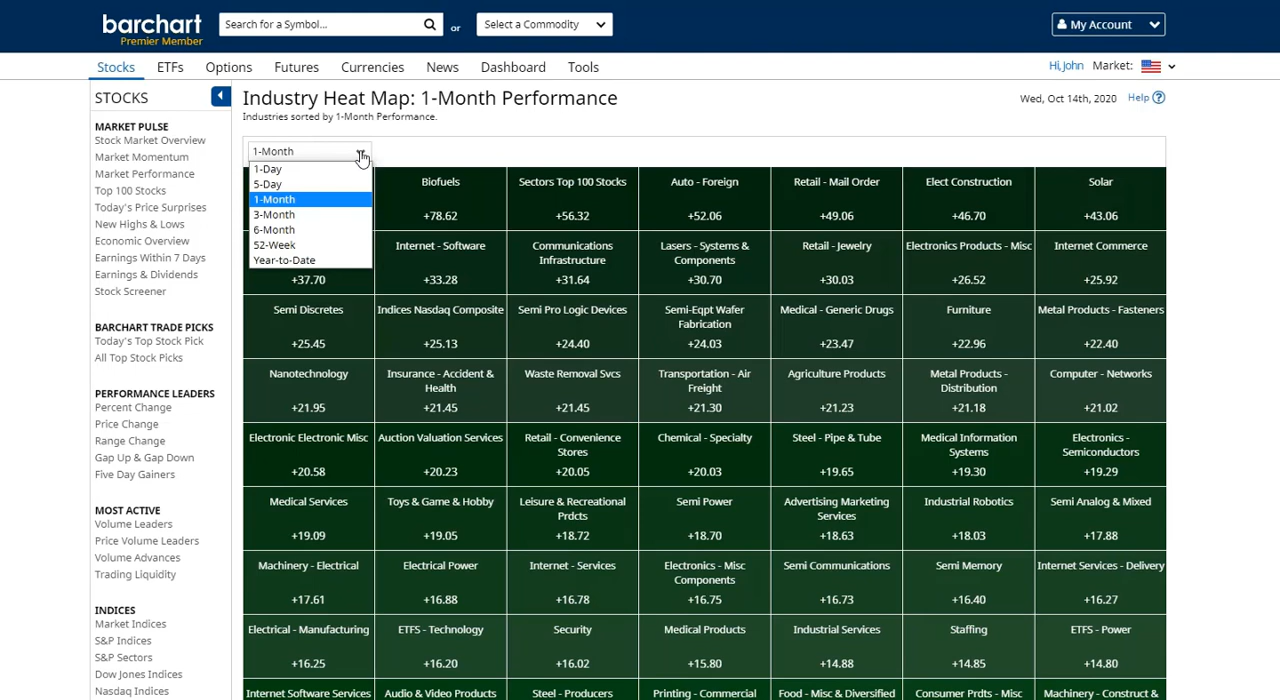 barchart
Premier Member
Search for a Symbol...
or
Select a Commodity
My Account
Stocks ETFs Options Futures Currencies News Dashboard Tools
Hi, John Market:
STOCKS
MARKET PULSE
Stock Market Overview
Market Momentum
Market Performance
Top 100 Stocks
Today's Price Surprises
New Highs & Lows
Economic Overview
Earnings Within 7 Days
Earnings & Dividends
Stock Screener
BARCHART TRADE PICKS
Today's Top Stock Pick
All Top Stock Picks
PERFORMANCE LEADERS
Percent Change
Price Change
Range Change
Gap Up & Gap Down
Five Day Gainers
MOST ACTIVE
Volume Leaders
Price Volume Leaders
Volume Advances
Trading Liquidity
INDICES
Market Indices
S&P Indices
S&P Sectors
Dow Jones Indices
Nasdaq Indices
Industry Heat Map: 1-Month Performance
Industries sorted by 1-Month Performance.
Wed, Oct 14th, 2020 Help ?
1-Month
1-Day
5-Day
1-Month
3-Month
6-Month
52-Week
Year-to-Date
Biofuels
+78.62
Sectors Top 100 Stocks
+56.32
Auto - Foreign
+52.06
Retail - Mail Order
+49.06
Elect Construction
+46.70
Solar
+43.06
+37.70
Internet - Software
+33.28
Communications
Infrastructure
+31.64
Lasers - Systems &
Components
+30.70
Retail - Jewelry
+30.03
Electronics Products - Misc
+26.52
Internet Commerce
+25.92
Semi Discretes
+25.45
Indices Nasdaq Composite
+25.13
Semi Pro Logic Devices
+24.40
Semi-Eqpt Wafer
Fabrication
+24.03
Medical - Generic Drugs
+23.47
Furniture
+22.96
Metal Products - Fasteners
+22.40
Nanotechnology
+21.95
Insurance - Accident &
Health
+21.45
Waste Removal Svcs
+21.45
Transportation - Air
Freight
+21.30
Agriculture Products
+21.23
Metal Products -
Distribution
+21.18
Computer - Networks
+21.02
Electronic Electronic Misc
+20.58
Auction Valuation Services
+20.23
Retail - Convenience
Stores
+20.05
Chemical - Specialty
+20.03
Steel - Pipe & Tube
+19.65
Medical Information
Systems
+19.30
Electronics -
Semiconductors
+19.29
Medical Services
+19.09
Toys & Game & Hobby
+19.05
Leisure & Recreational
Prdcts
+18.72
Semi Power
+18.70
Advertising Marketing
Services
+18.63
Industrial Robotics
+18.03
Semi Analog & Mixed
+17.88
Machinery - Electrical
+17.61
Electrical Power
+16.88
Internet - Services
+16.78
Electronics - Misc
Components
+16.75
Semi Communications
+16.73
Semi Memory
+16.40
Internet Services - Delivery
+16.27
Electrical - Manufacturing
+16.25
ETFS - Technology
+16.20
Security
+16.02
Medical Products
+15.80
Industrial Services
+14.88
Staffing
+14.85
ETFS - Power
+14.80
Internet Software Services
Audio & Video Products
Steel - Producers
Printing - Commercial
Food - Misc & Diversified
Consumer Prdts - Misc
Machinery - Construct &